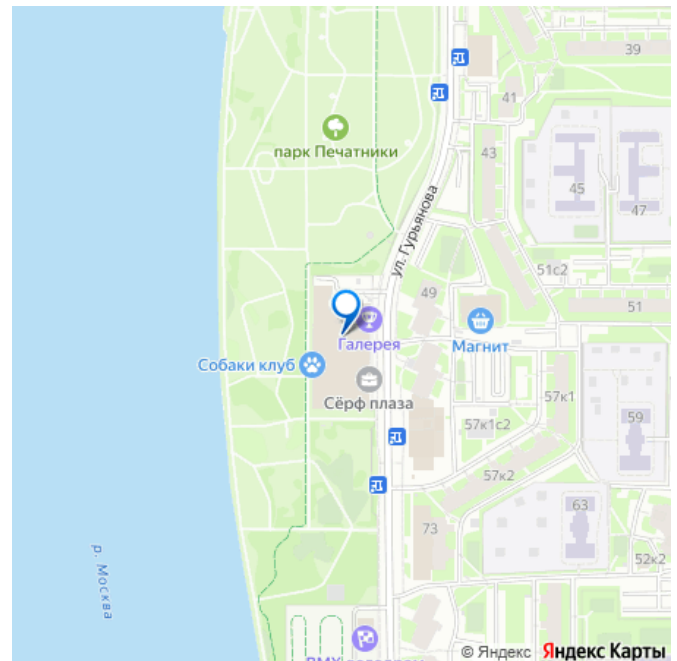 39
41
парк Печатники
43
45
47
ул. Гурьянова
51с2
49
51
Галерея
Магнит
Собаки клуб
Сёрф плаза
57к1
57к1с2
59
57к2
63
73
р. Москва
52к2
© Яндекс Яндекс Карты